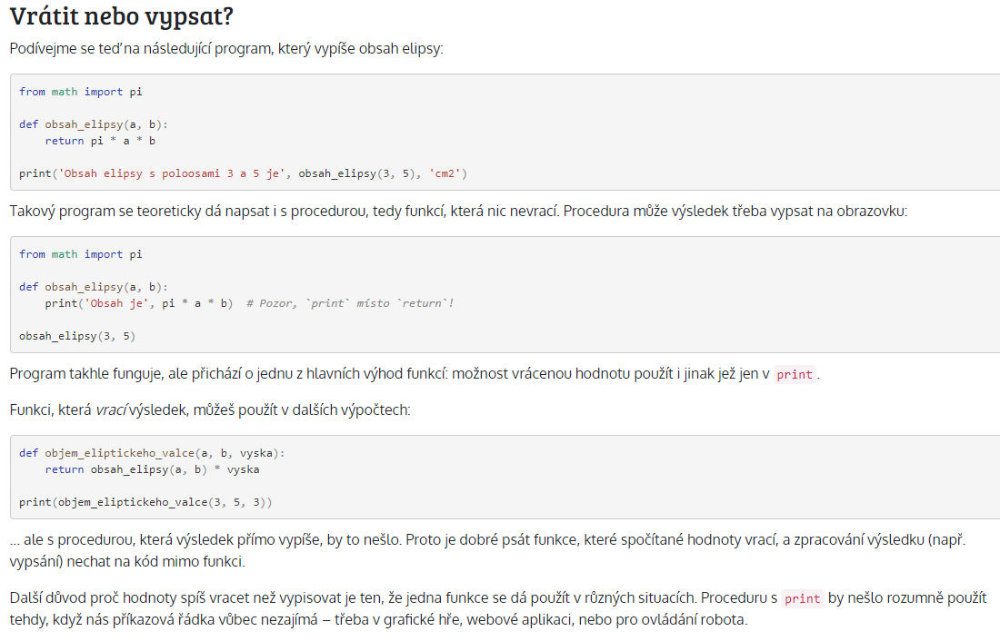 Vrátit nebo vypsat?
Podívejme se teď na následující program, který vypíše obsah elipsy:
from math import pi
def obsah_elipsy(a, b):
    return pi * a * b
print('Obsah elipsy s poloosami 3 a 5 je', obsah_elipsy(3, 5), 'cm2')
Takový program se teoreticky dá napsat i s procedurou, tedy funkcí, která nic nevrací. Procedura může výsledek třeba vypsat na obrazovku:
from math import pi
def obsah_elipsy(a, b):
    print('Obsah je', pi * a * b)  # Pozor, `print` místo `return`!
obsah_elipsy(3, 5)
Program takhle funguje, ale přichází o jednu z hlavních výhod funkcí: možnost vrácenou hodnotu použít i jinak jež jen v print.
Funkci, která vrací výsledek, můžeš použít v dalších výpočtech:
def objem_eliptickeho_valce(a, b, vyska):
    return obsah_elipsy(a, b) * vyska
print(objem_eliptickeho_valce(3, 5, 3))
... ale s procedurou, která výsledek přímo vypíše, by to nešlo. Proto je dobré psát funkce, které spočítané hodnoty vrací, a zpracování výsledku (např.
vypsání) nechat na kód mimo funkci.
Další důvod proč hodnoty spíš vracet než vypisovat je ten, že jedna funkce se dá použít v různých situacích. Proceduru s print by nešlo rozumně použít
tehdy, když nás příkazová řádka vůbec nezajímá – třeba v grafické hře, webové aplikaci, nebo pro ovládání robota.